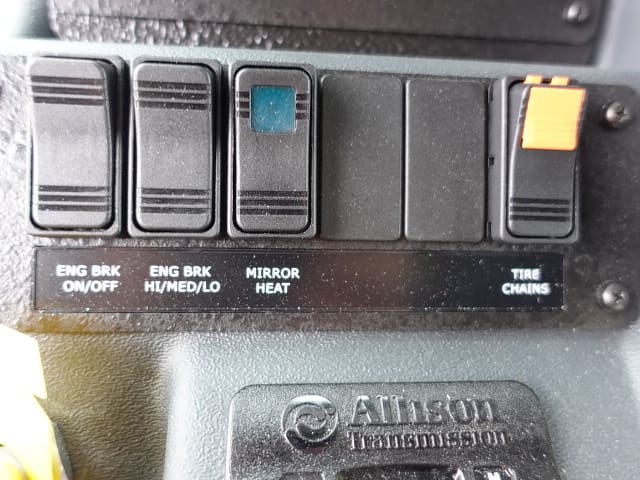 ENG BRK ENG BRK MIRROR TIRE
ON/OFF HI/MED/LO HEAT CHAINS
Allison
Transmission